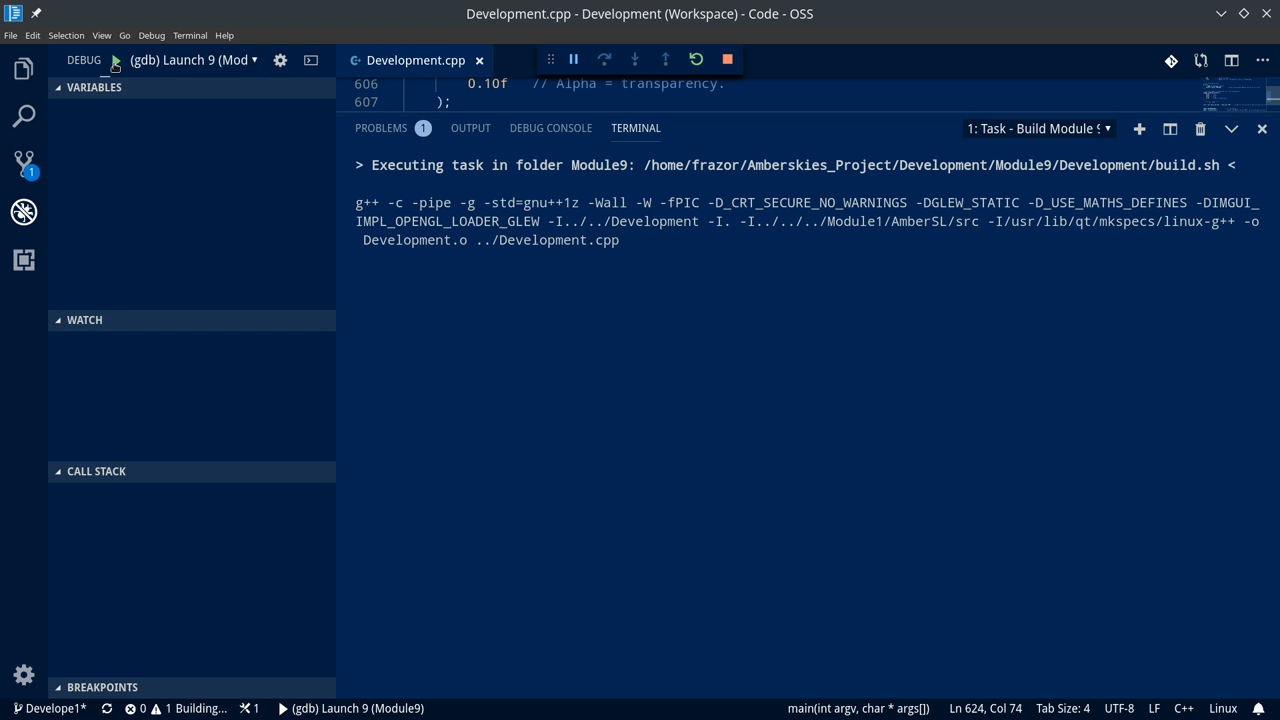 Development.cpp - Development (Workspace) - Code - OSS
File Edit Selection View Go Debug Terminal Help
DEBUG (gdb) Launch 9 (Mod
Development.cpp
VARIABLES
606 0.10f // Alpha = transparency.
607 );
PROBLEMS 1 OUTPUT DEBUG CONSOLE TERMINAL 1: Task - Build Module 9
> Executing task in folder Module9: /home/frazor/Amberskies_Project/Development/Module9/Development/build.sh <
g++ -c -pipe -g -std=gnu++1z -Wall -W -fPIC -D_CRT_SECURE_NO_WARNINGS -DGLEW_STATIC -D_USE_MATHS_DEFINES -DIMGUI_
IMPL_OPENGL_LOADER_GLEW -I../../Development -I. -I../../../Module1/AmberSL/src -I/usr/lib/qt/mkspecs/linux-g++ -o
Development.o ../Development.cpp
1
WATCH
CALL STACK
BREAKPOINTS
Develope1* 0 1 Building... 1 (gdb) Launch 9 (Module9) main(int argv, char * args[]) Ln 624, Col 74 Tab Size: 4 UTF-8 LF C++ Linux